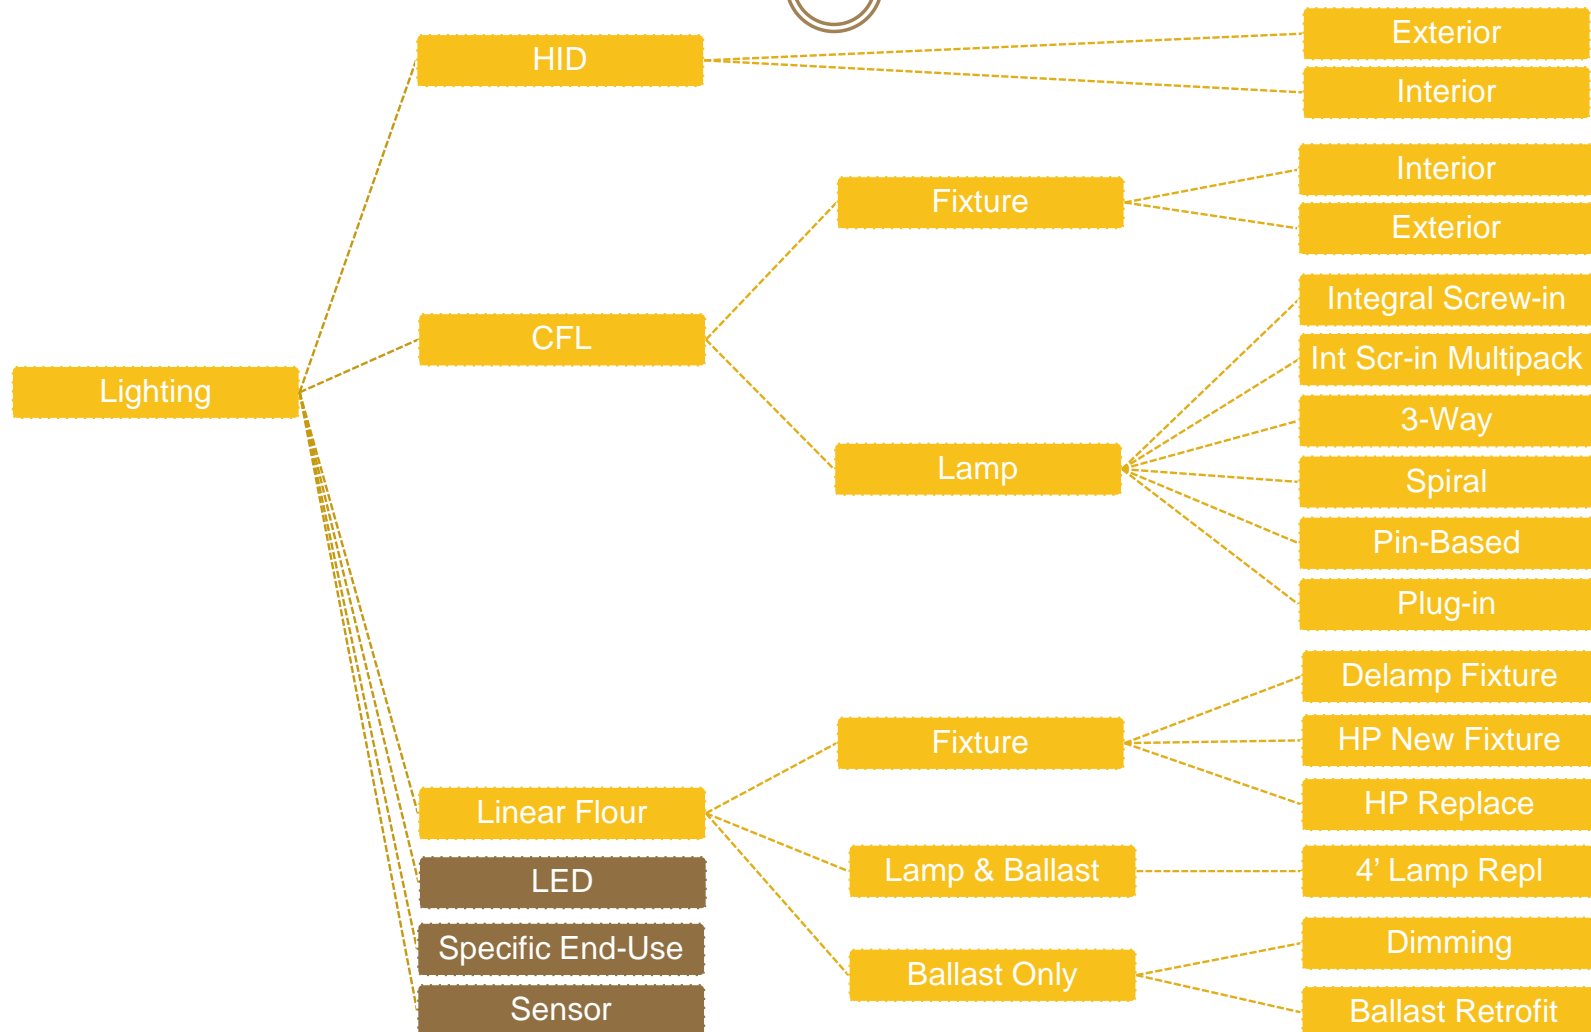 Lighting
HID
Exterior
Interior
CFL
Fixture
Interior
Exterior
Lamp
Integral Screw-in
Int Scr-in Multipack
3-Way
Spiral
Pin-Based
Plug-in
Linear Flour
Fixture
Delamp Fixture
HP New Fixture
HP Replace
Lamp & Ballast
4’ Lamp Repl
Ballast Only
Dimming
Ballast Retrofit
LED
Specific End-Use
Sensor